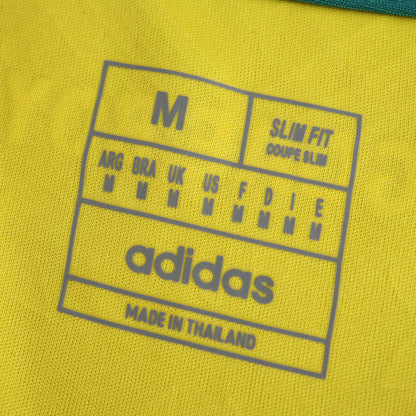 M
SLIM FIT
COUPE SLIM
ARG BRA UK US F D I E
M M M M M M M M
adidas
MADE IN THAILAND